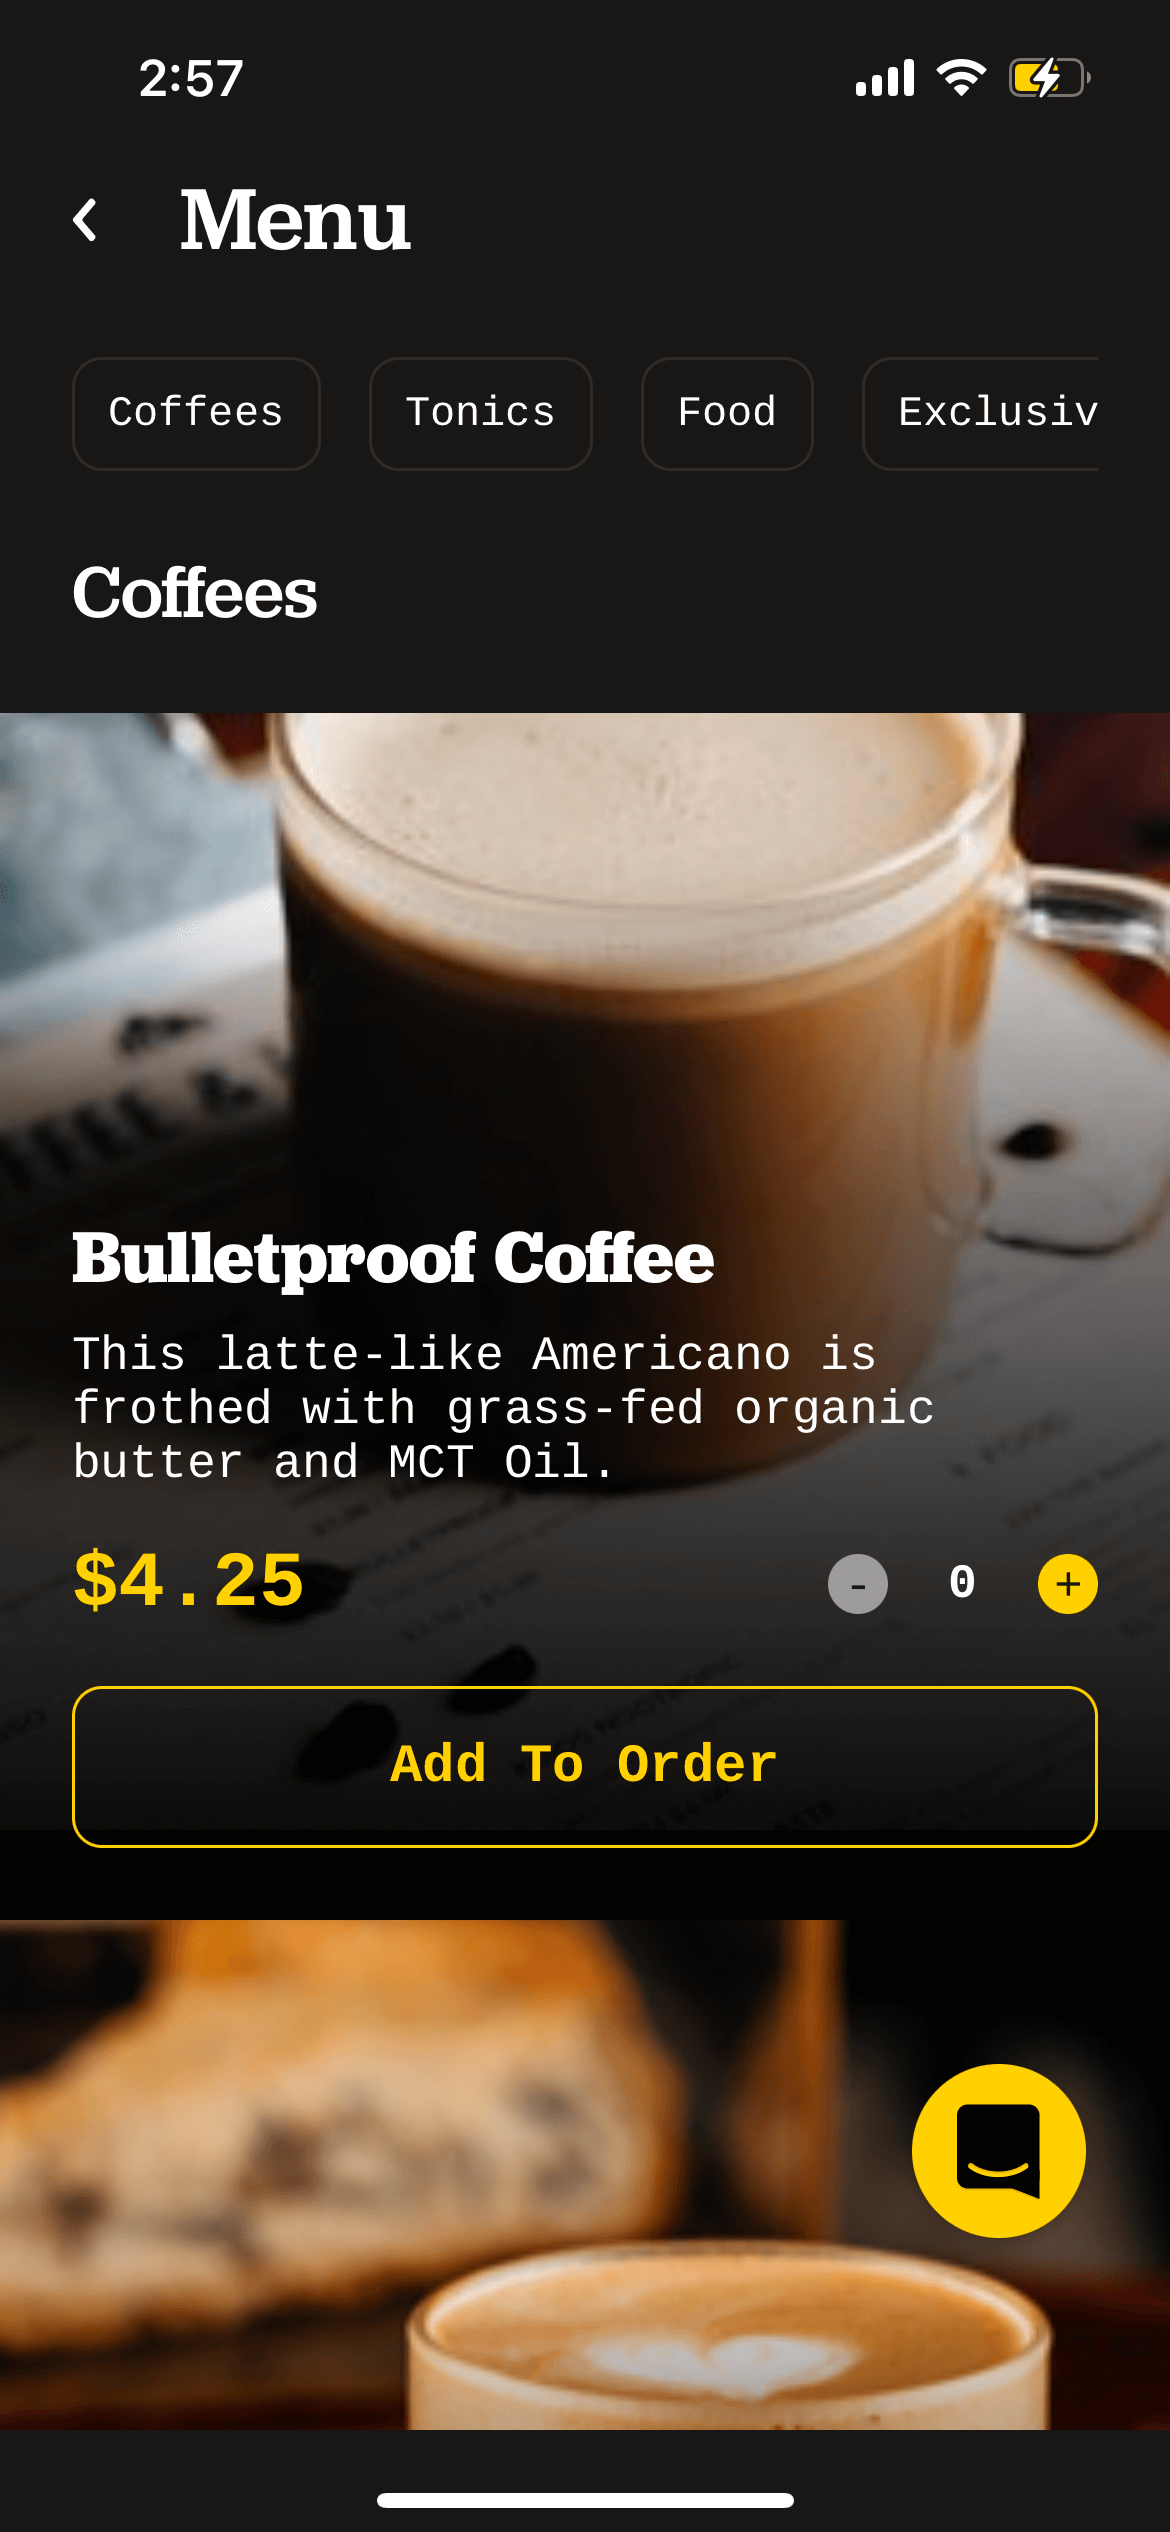 2:57
Menu
Coffees
Tonics
Food
Exclusiv
Coffees
Bulletproof Coffee
This latte-like Americano is
frothed with grass-fed organic
butter and MCT Oil.
$4.25
- 0 +
Add To Order